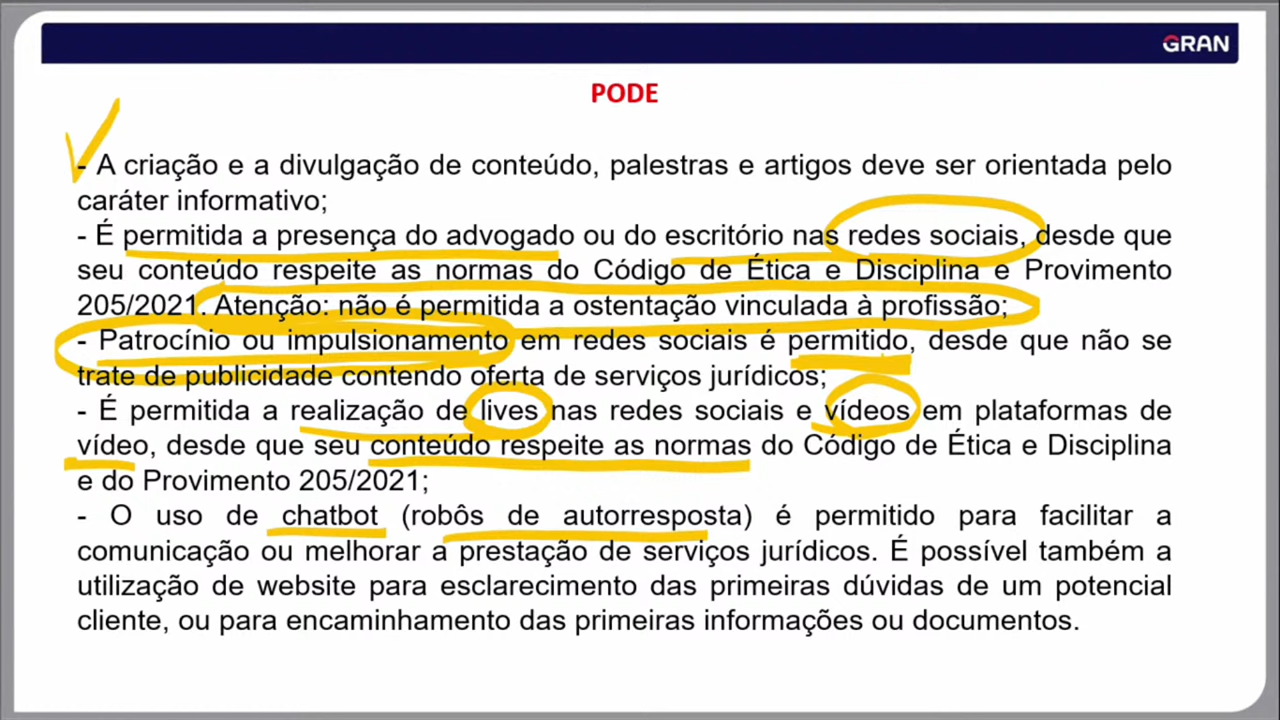 GRAN
PODE
- A criação e a divulgação de conteúdo, palestras e artigos deve ser orientada pelo
caráter informativo;
- É permitida a presença do advogado ou do escritório nas redes sociais, desde que
seu conteúdo respeite as normas do Código de Ética e Disciplina e Provimento
205/2021. Atenção: não é permitida a ostentação vinculada à profissão;
- Patrocínio ou impulsionamento em redes sociais é permitido, desde que não se
trate de publicidade contendo oferta de serviços jurídicos;
- É permitida a realização de lives nas redes sociais e vídeos em plataformas de
vídeo, desde que seu conteúdo respeite as normas do Código de Ética e Disciplina
e do Provimento 205/2021;
- O uso de chatbot (robôs de autorresposta) é permitido para facilitar a
comunicação ou melhorar a prestação de serviços jurídicos. É possível também a
utilização de website para esclarecimento das primeiras dúvidas de um potencial
cliente, ou para encaminhamento das primeiras informações ou documentos.